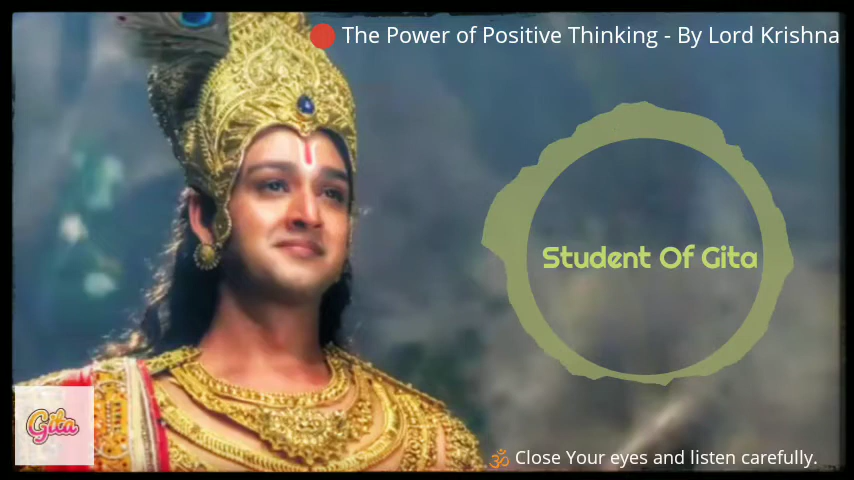 The Power of Positive Thinking - By Lord Krishna
Student Of Gita
Gita
ॐ Close Your eyes and listen carefully.